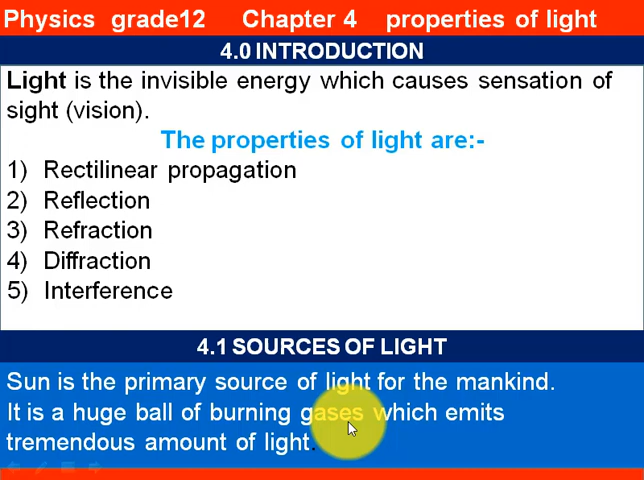 Physics grade12 Chapter 4 properties of light
4.0 INTRODUCTION
Light is the invisible energy which causes sensation of
sight (vision).
The properties of light are:-
1) Rectilinear propagation
2) Reflection
3) Refraction
4) Diffraction
5) Interference
4.1 SOURCES OF LIGHT
Sun is the primary source of light for the mankind.
It is a huge ball of burning gases which emits
tremendous amount of light.